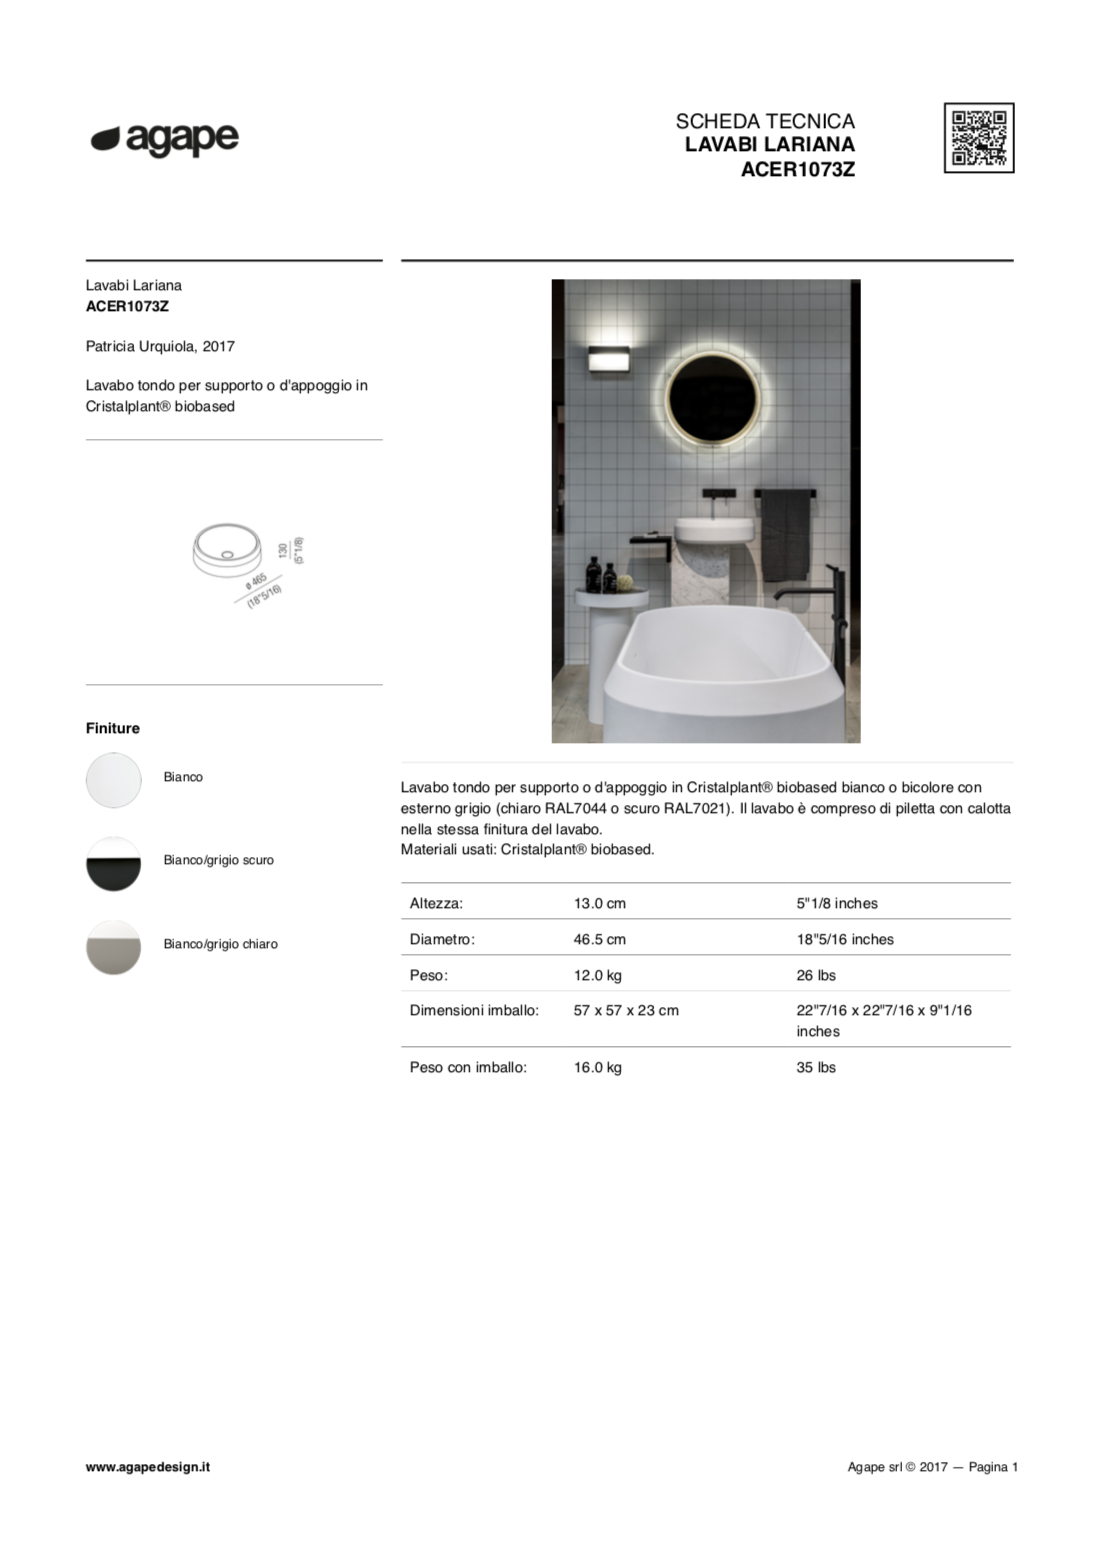 agape
SCHEDA TECNICA
LAVABI LARIANA
ACER1073Z
Lavabi Lariana
ACER1073Z
Patricia Urquiola, 2017
Lavabo tondo per supporto o d'appoggio in
Cristalplant® biobased
130
(5"1/8)
ø 465
(18"5/16)
Finiture
Bianco
Bianco/grigio scuro
Bianco/grigio chiaro
Lavabo tondo per supporto o d'appoggio in Cristalplant® biobased bianco o bicolore con
esterno grigio (chiaro RAL7044 o scuro RAL7021). Il lavabo è compreso di piletta con calotta
nella stessa finitura del lavabo.
Materiali usati: Cristalplant® biobased.
Altezza: 13.0 cm 5"1/8 inches
Diametro: 46.5 cm 18"5/16 inches
Peso: 12.0 kg 26 lbs
Dimensioni imballo: 57 x 57 x 23 cm 22"7/16 x 22"7/16 x 9"1/16
inches
Peso con imballo: 16.0 kg 35 lbs
www.agapedesign.it
Agape srl © 2017 — Pagina 1